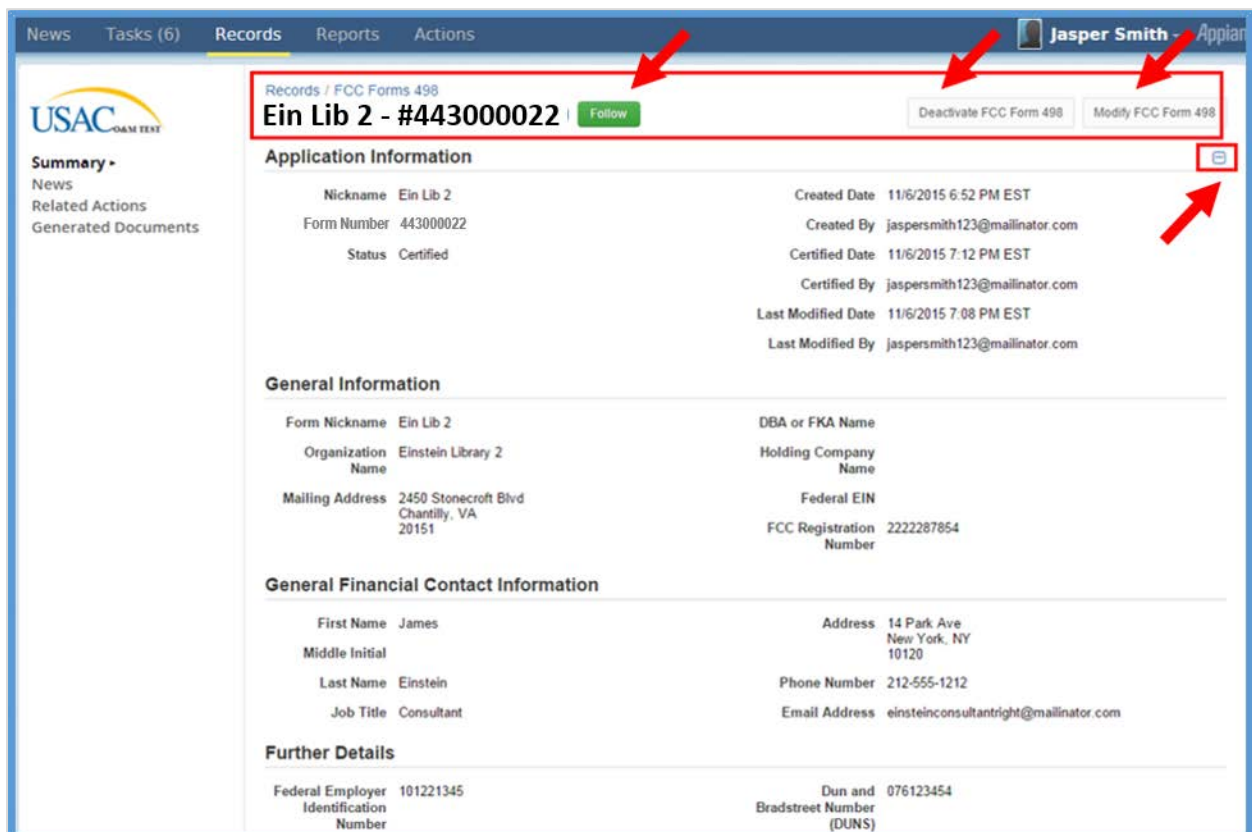 News Tasks (6) Records Reports Actions Jasper Smith Appian
USAC O&M TEST
Summary
News
Related Actions
Generated Documents
Records / FCC Forms 498
Ein Lib 2 - #443000022 Follow Deactivate FCC Form 498 Modify FCC Form 498
Application Information
Nickname Ein Lib 2 Created Date 11/6/2015 6:52 PM EST
Form Number 443000022 Created By jaspersmith123@mailinator.com
Status Certified Certified Date 11/6/2015 7:12 PM EST
Certified By jaspersmith123@mailinator.com
Last Modified Date 11/6/2015 7:08 PM EST
Last Modified By jaspersmith123@mailinator.com
General Information
Form Nickname Ein Lib 2 DBA or FKA Name
Organization Name Einstein Library 2 Holding Company Name
Mailing Address 2450 Stonecroft Blvd Federal EIN
Chantilly, VA
20151 FCC Registration Number 2222287854
General Financial Contact Information
First Name James Address 14 Park Ave
New York, NY
Middle Initial 10120
Last Name Einstein Phone Number 212-555-1212
Job Title Consultant Email Address einsteinconsultantright@mailinator.com
Further Details
Federal Employer 101221345 Dun and 076123454
Identification Bradstreet Number
Number (DUNS)